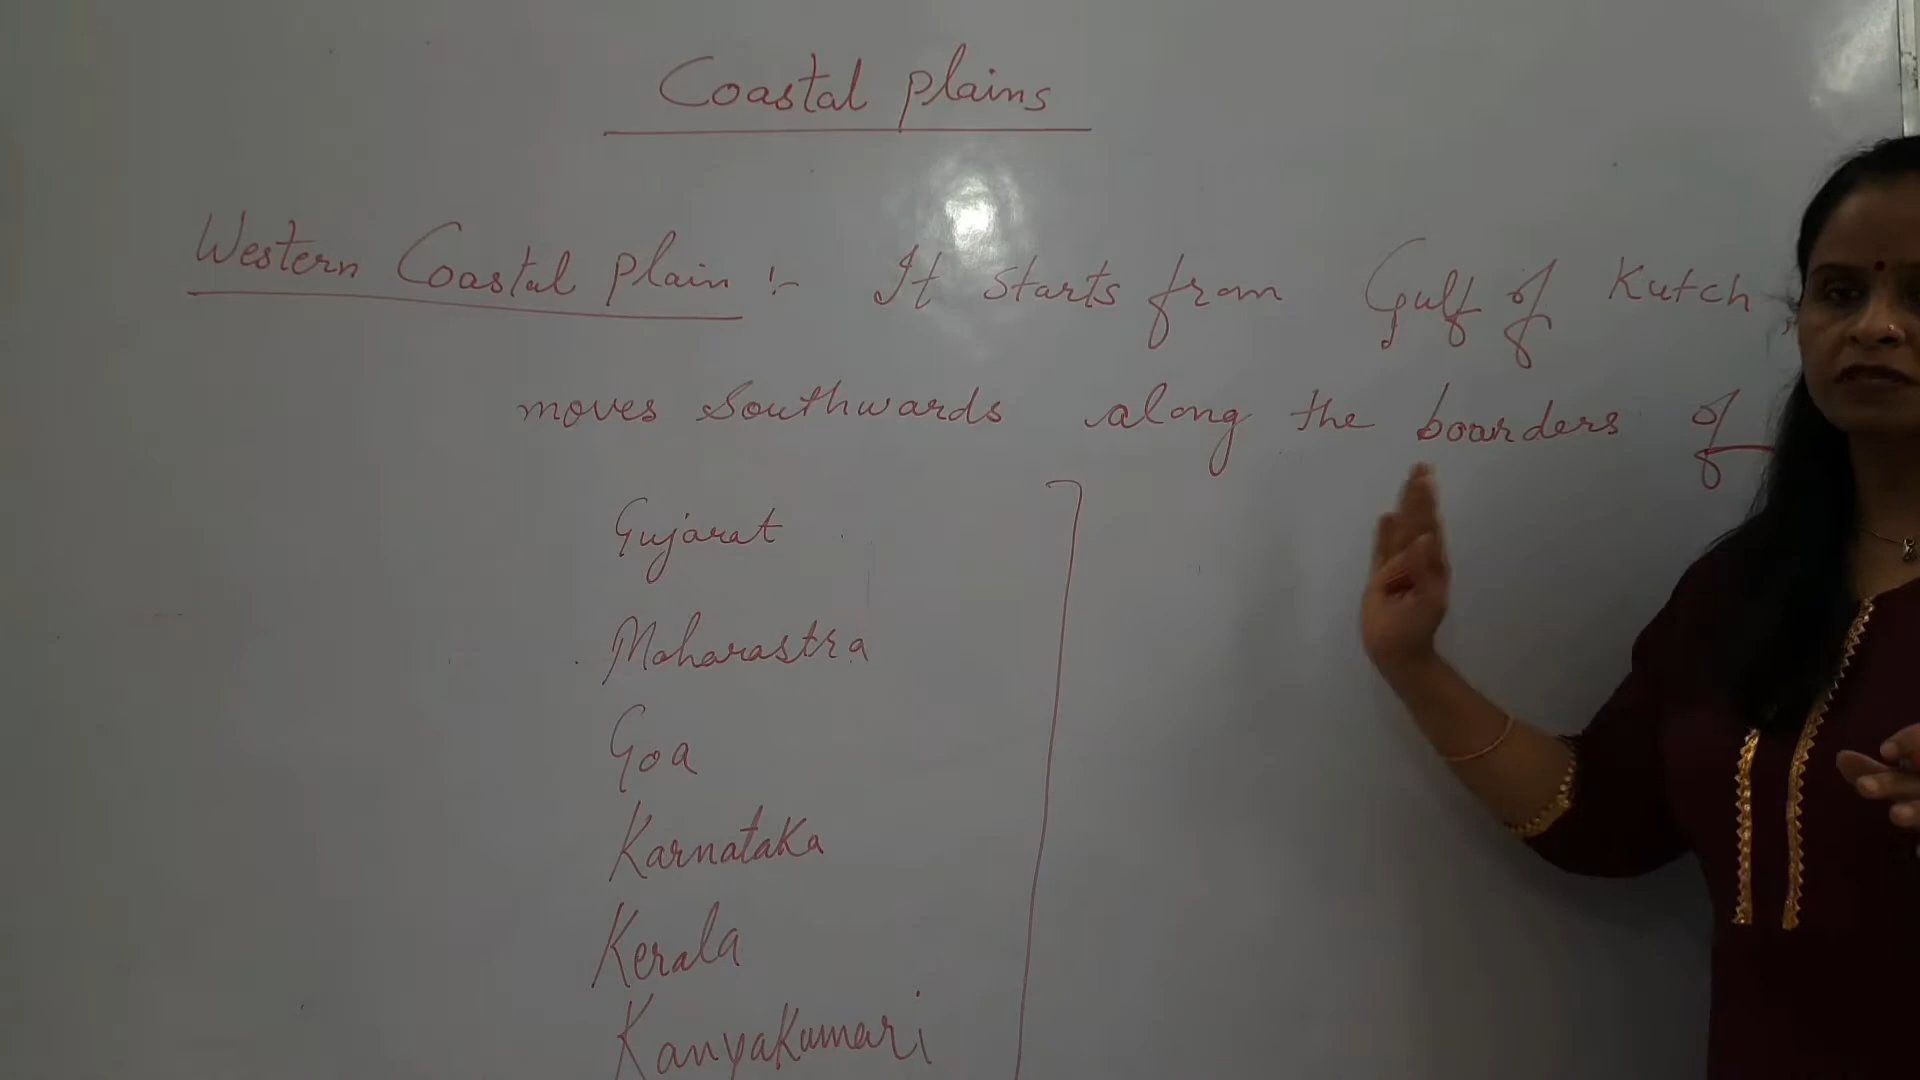 Coastal plains
Western Coastal plain :- It starts from Gulf of Kutch,
moves Southwards along the boarders of
Gujarat
Maharastra
Goa
Karnataka
Kerala
Kanyakumari